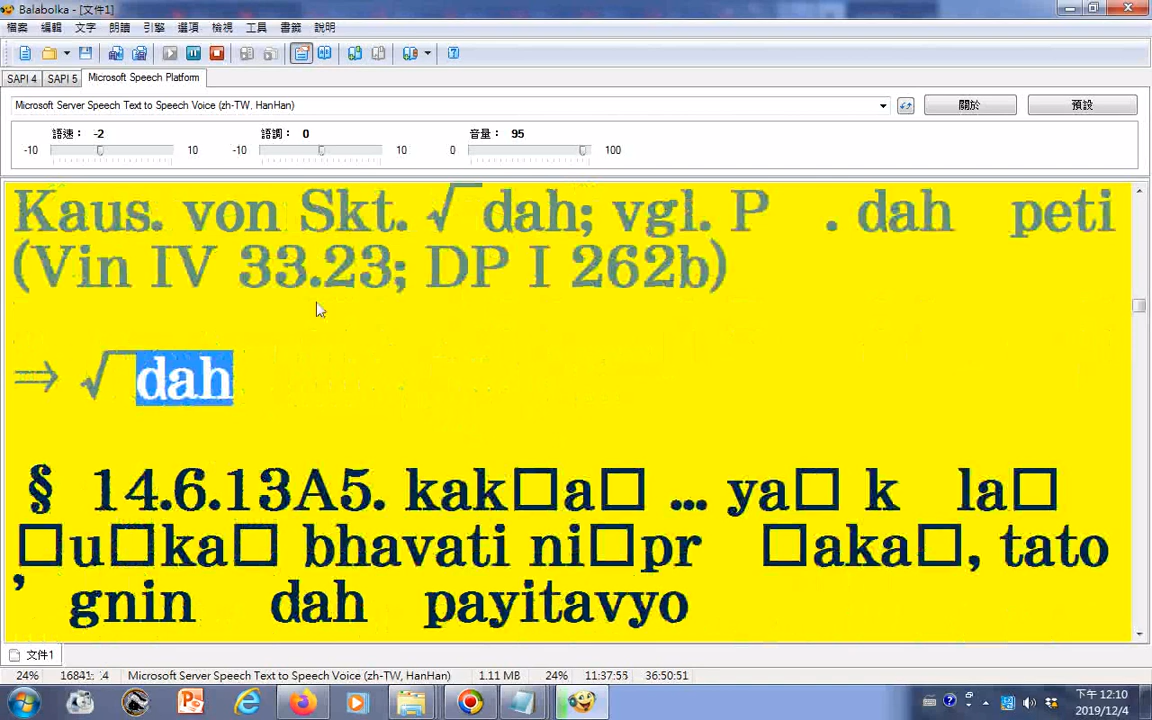 Balabolka - [文件1]
檔案 編輯 文字 朗讀 引擎 選項 檢視 工具 書籤 說明
SAPI 4 SAPI 5 Microsoft Speech Platform
Microsoft Server Speech Text to Speech Voice (zh-TW, HanHan) 關於 預設
語速： -2 語調： 0 音量： 95
-10 10 -10 10 0 100
Kaus. von Skt. √ dah; vgl. P . dah peti
(Vin IV 33.23; DP I 262b)
⇒ √ dah
§ 14.6.13A5. kak□a□ ... ya□ k la□
□u□ka□ bhavati ni□pr □aka□, tato
’ gnin dah payitavyo
文件1
24% Microsoft Server Speech Text to Speech Voice (zh-TW, HanHan) 1.11 MB 24% 11:37:53 36:50:51
下午 12:10
2019/12/4